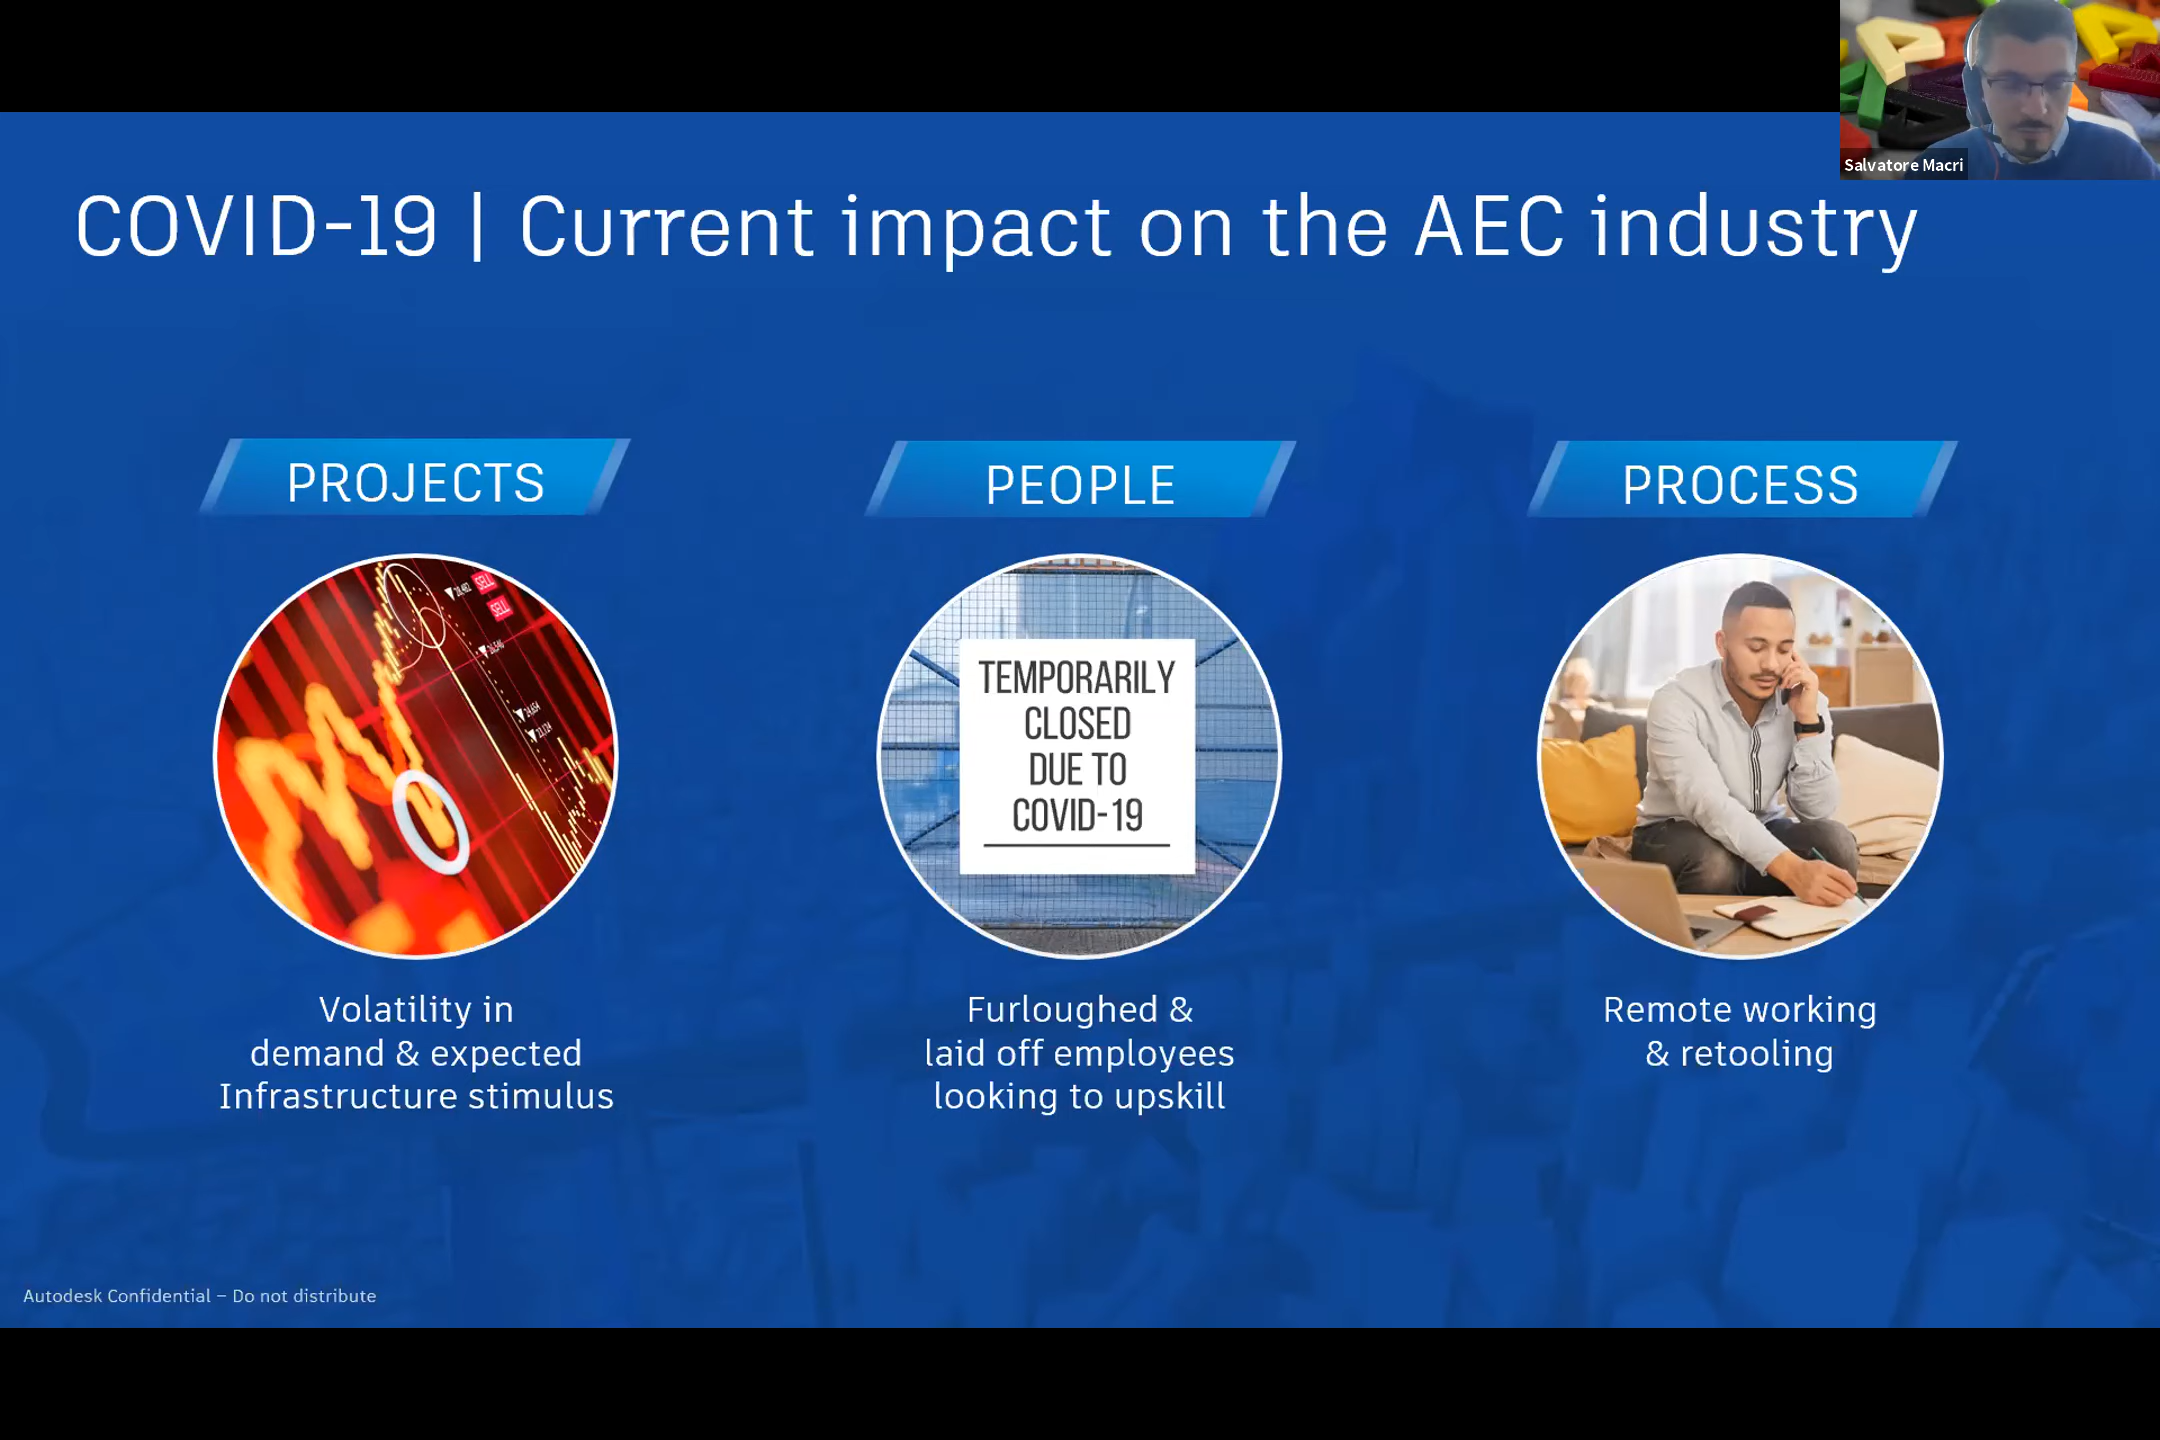 Salvatore Macri
COVID-19 | Current impact on the AEC industry
PROJECTS
PEOPLE
PROCESS
SELL
SELL
TEMPORARILY
CLOSED
DUE TO
COVID-19
Volatility in
demand & expected
Infrastructure stimulus
Furloughed &
laid off employees
looking to upskill
Remote working
& retooling
Autodesk Confidential – Do not distribute